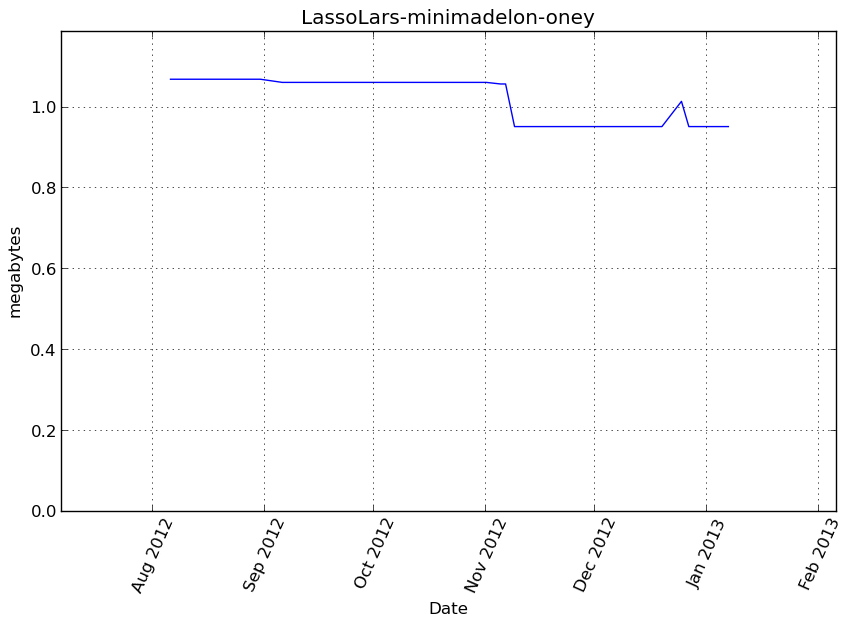 LassoLars-minimadelon-oney
1.0
0.8
megabytes
0.6
0.4
0.2
0.0
Aug 2012
Sep 2012
Oct 2012
Nov 2012
Dec 2012
Jan 2013
Feb 2013
Date